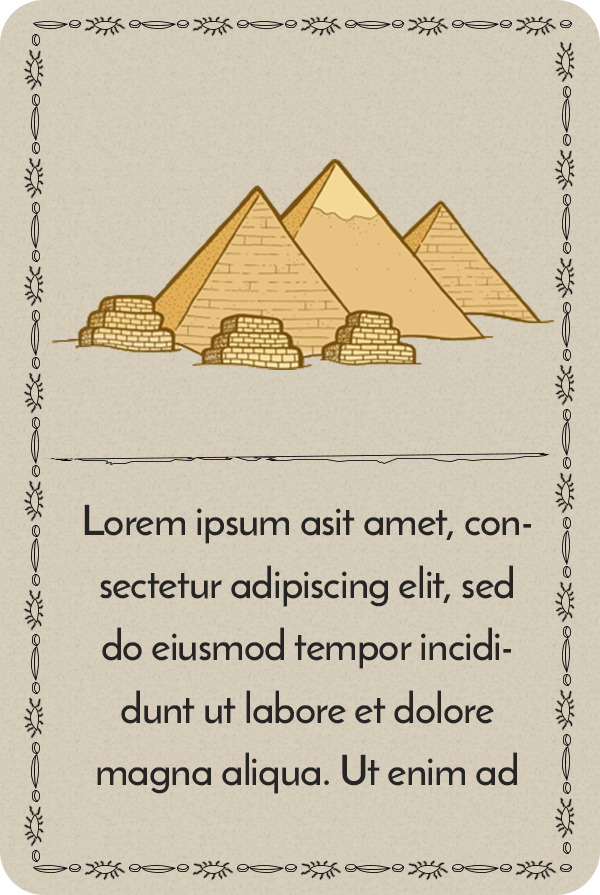 Lorem ipsum asit amet, con-
sectetur adipiscing elit, sed
do eiusmod tempor incidi-
dunt ut labore et dolore
magna aliqua. Ut enim ad